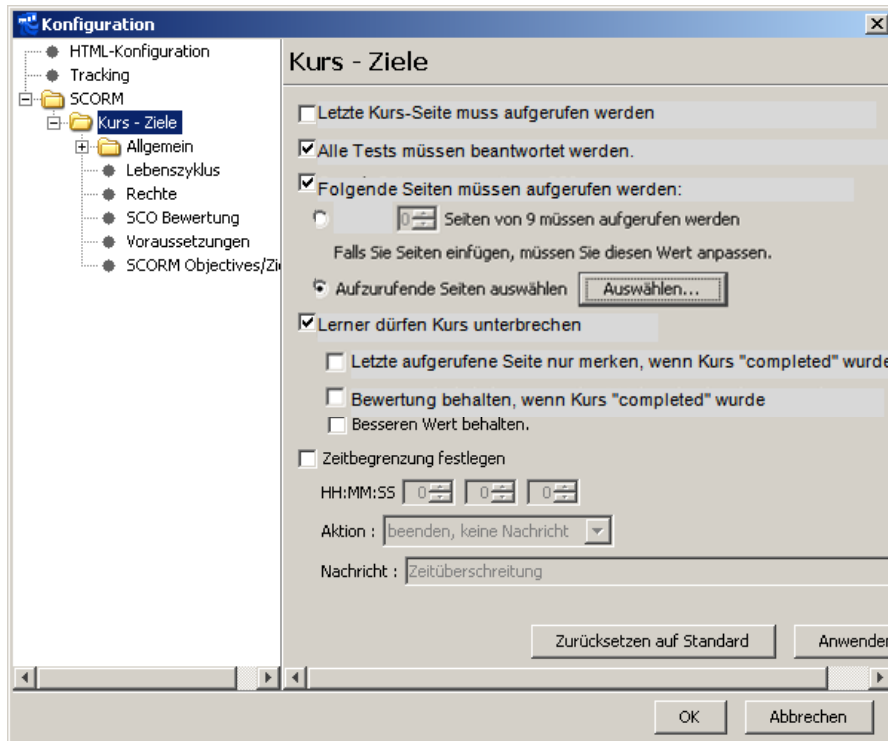 Konfiguration
HTML-Konfiguration
Tracking
SCORM
Kurs - Ziele
Allgemein
Lebenszyklus
Rechte
SCO Bewertung
Voraussetzungen
SCORM Objectives/Zi
Kurs - Ziele
Letzte Kurs-Seite muss aufgerufen werden
Alle Tests müssen beantwortet werden.
Folgende Seiten müssen aufgerufen werden:
0 Seiten von 9 müssen aufgerufen werden
Falls Sie Seiten einfügen, müssen Sie diesen Wert anpassen.
Aufzurufende Seiten auswählen Auswählen...
Lerner dürfen Kurs unterbrechen
Letzte aufgerufene Seite nur merken, wenn Kurs "completed" wurde
Bewertung behalten, wenn Kurs "completed" wurde
Besseren Wert behalten.
Zeitbegrenzung festlegen
HH:MM:SS 0 0 0
Aktion : beenden, keine Nachricht
Nachricht : Zeitüberschreitung
Zurücksetzen auf Standard Anwenden
OK Abbrechen